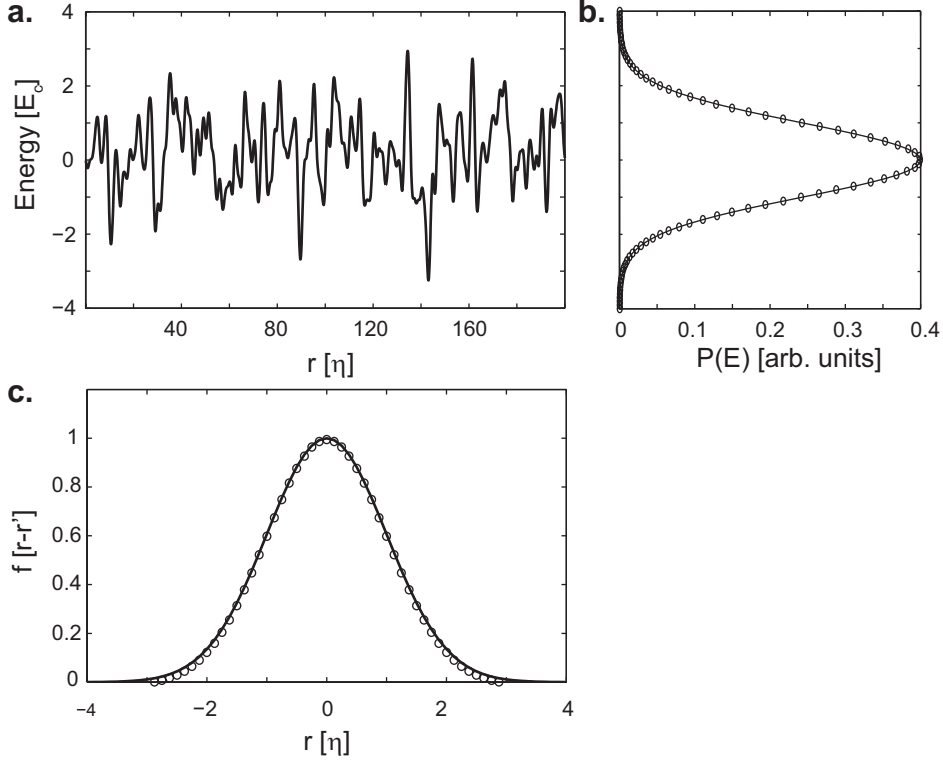 a.
4
2
0
−2
−4
Energy [E_c]
40 80 120 160
r [η]
b.
0 0.1 0.2 0.3 0.4
P(E) [arb. units]
c.
1
0.8
0.6
0.4
0.2
0
f [r-r']
−4 −2 0 2 4
r [η]